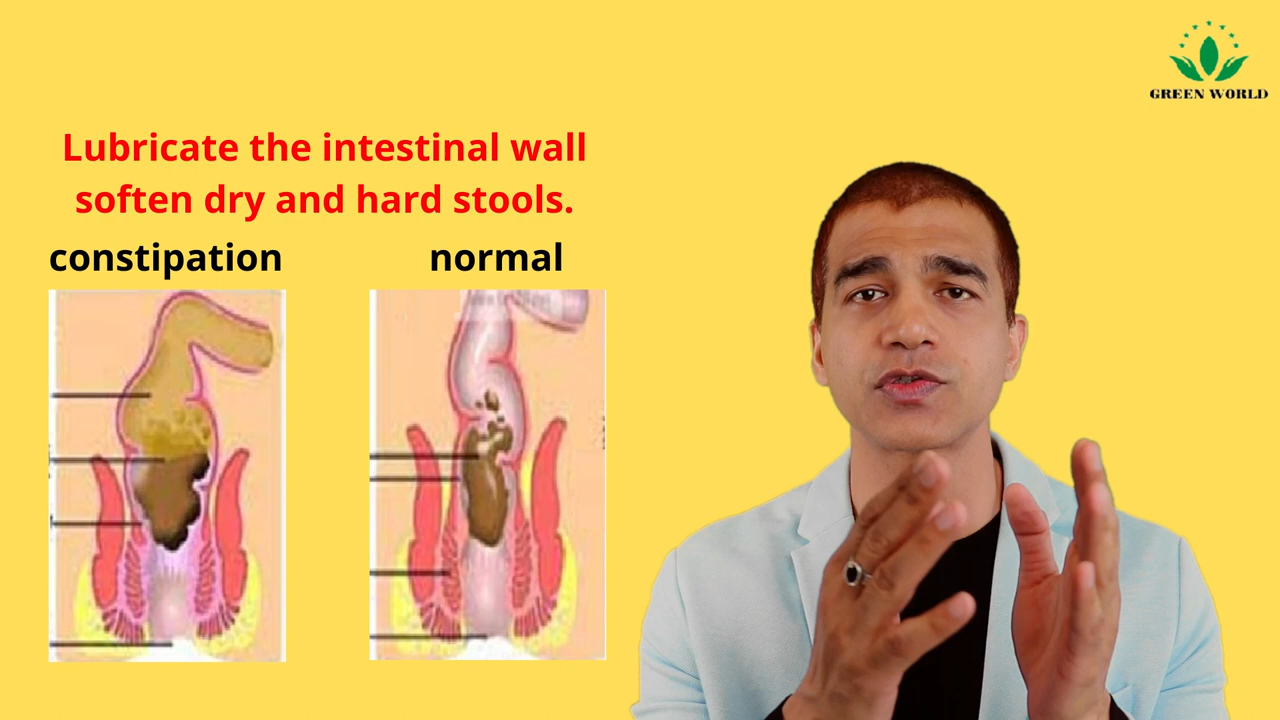 GREEN WORLD
Lubricate the intestinal wall
soften dry and hard stools.
constipation normal